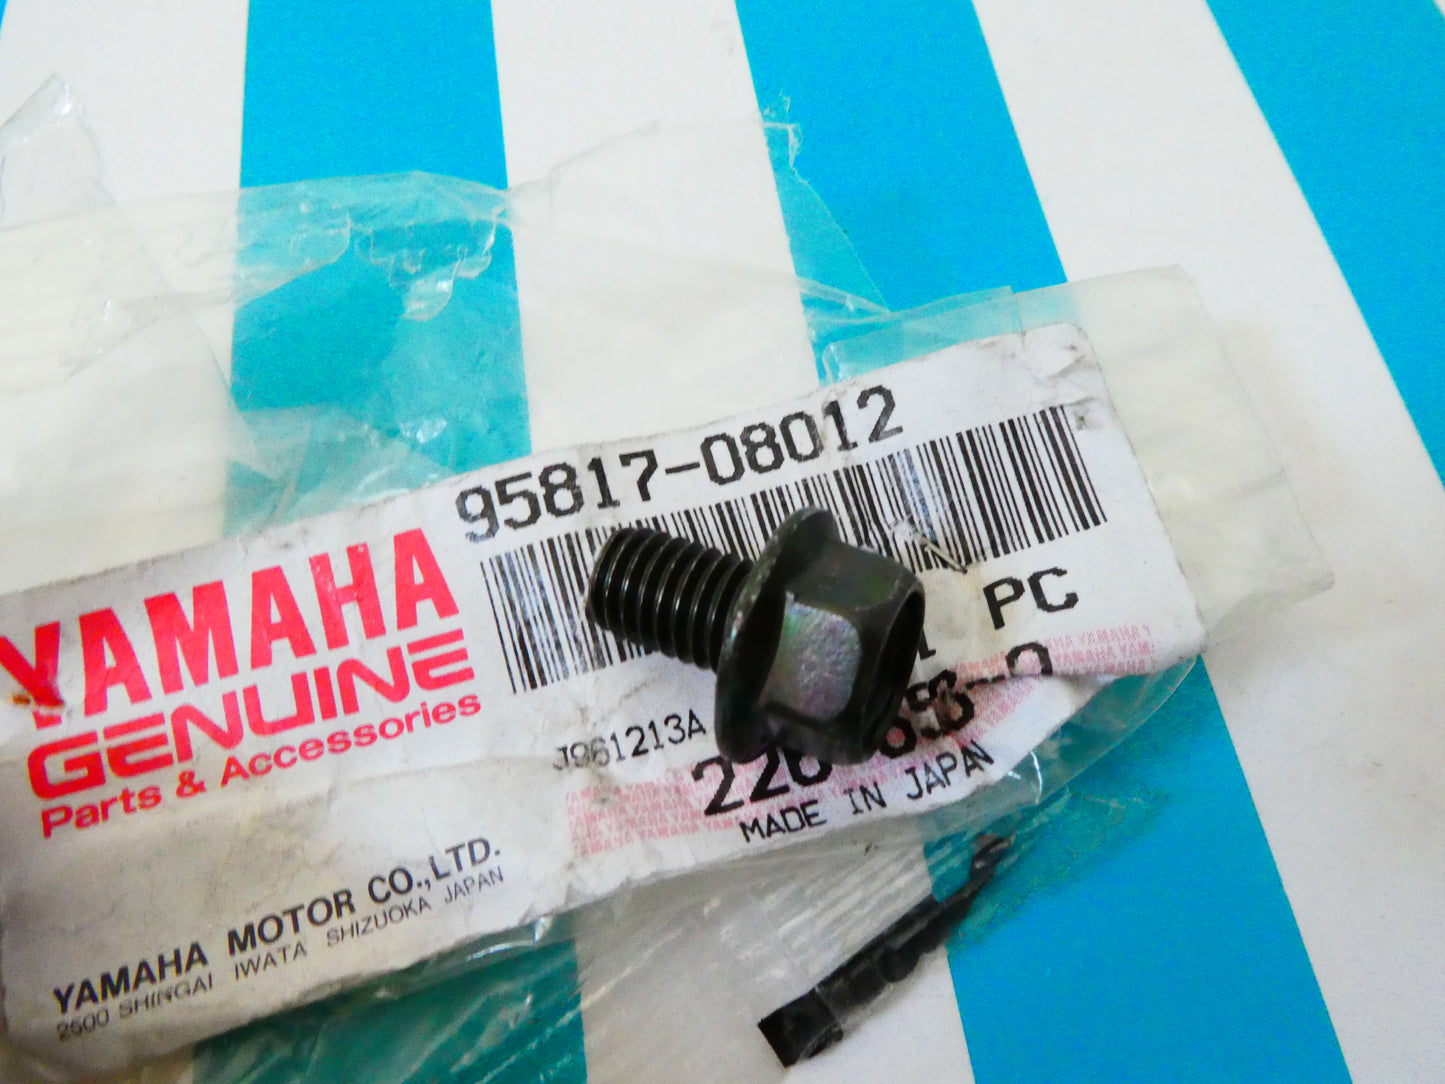 95817-08012
YAMAHA
GENUINE
Parts & Accessories
PC
J961213A
MADE IN JAPAN
YAMAHA MOTOR CO.,LTD.
2500 SHINGAI IWATA SHIZUOKA JAPAN